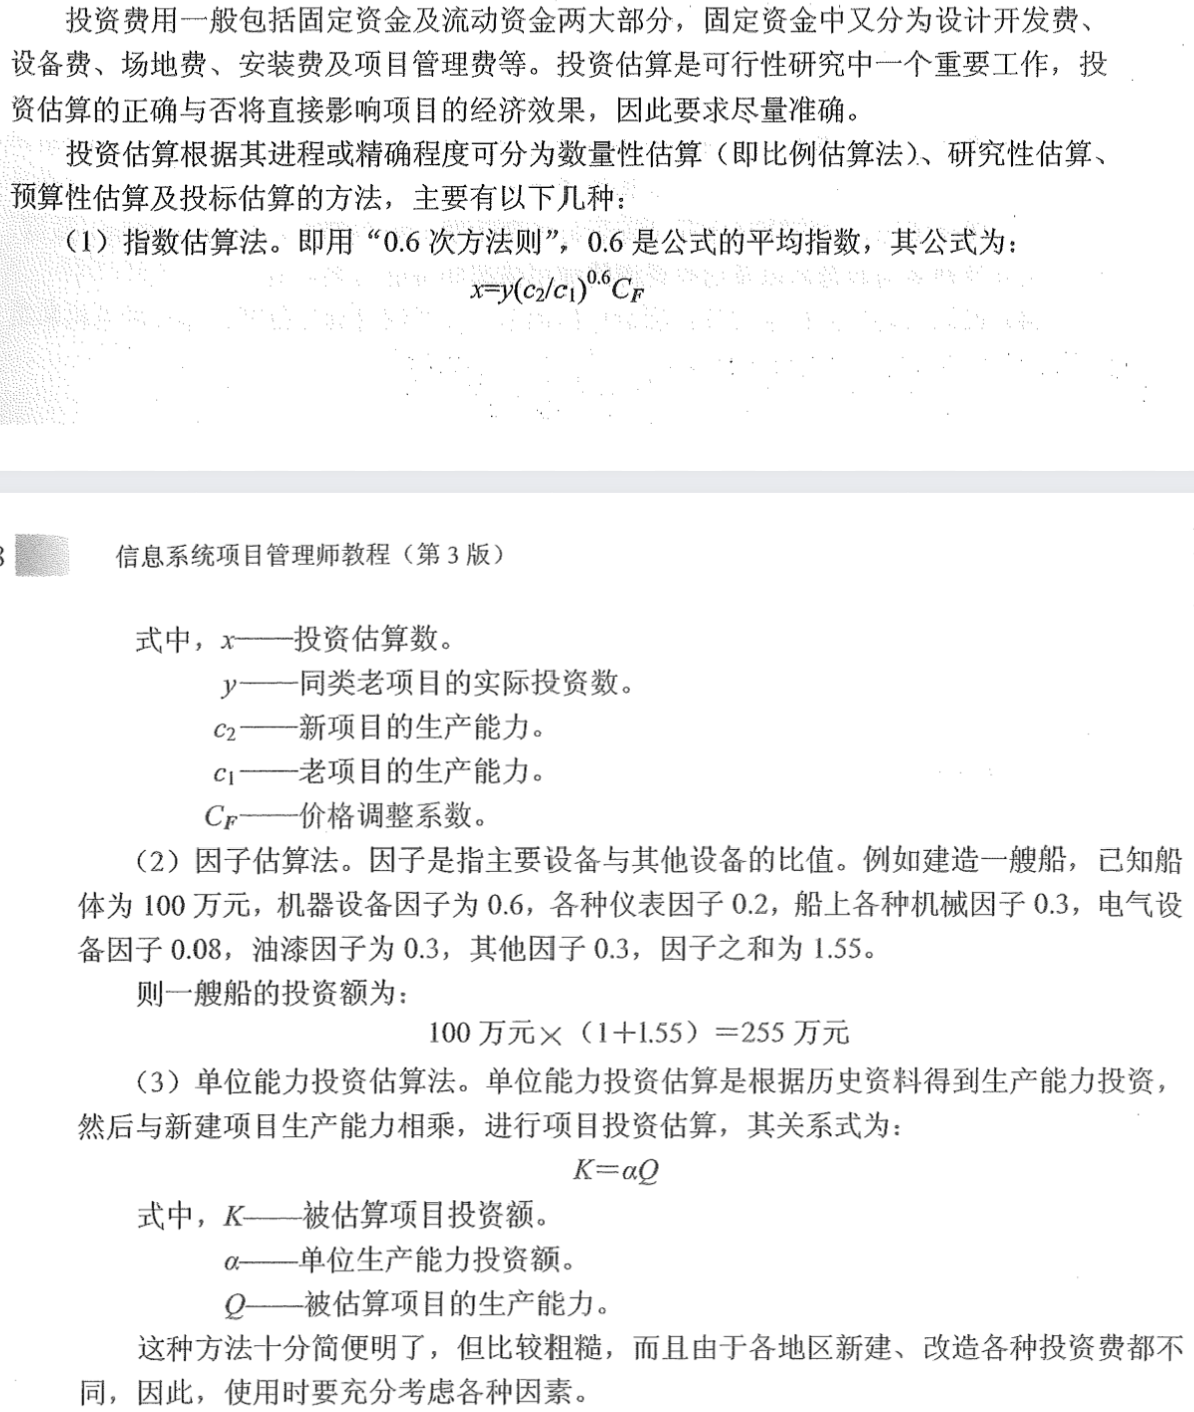 投资费用一般包括固定资金及流动资金两大部分，固定资金中又分为设计开发费、
设备费、场地费、安装费及项目管理费等。投资估算是可行性研究中一个重要工作，投
资估算的正确与否将直接影响项目的经济效果，因此要求尽量准确。
投资估算根据其进程或精确程度可分为数量性估算（即比例估算法）、研究性估算、
预算性估算及投标估算的方法，主要有以下几种：
（1）指数估算法。即用“0.6 次方法则”，0.6 是公式的平均指数，其公式为：
x=y(c₂/c₁)⁰·⁶C_F
信息系统项目管理师教程（第 3 版）
式中，x——投资估算数。
y——同类老项目的实际投资数。
c₂——新项目的生产能力。
c₁——老项目的生产能力。
C_F——价格调整系数。
（2）因子估算法。因子是指主要设备与其他设备的比值。例如建造一艘船，已知船
体为 100 万元，机器设备因子为 0.6，各种仪表因子 0.2，船上各种机械因子 0.3，电气设
备因子 0.08，油漆因子为 0.3，其他因子 0.3，因子之和为 1.55。
则一艘船的投资额为：
100 万元×（1＋1.55）＝255 万元
（3）单位能力投资估算法。单位能力投资估算是根据历史资料得到生产能力投资，
然后与新建项目生产能力相乘，进行项目投资估算，其关系式为：
K＝αQ
式中，K——被估算项目投资额。
α——单位生产能力投资额。
Q——被估算项目的生产能力。
这种方法十分简便明了，但比较粗糙，而且由于各地区新建、改造各种投资费都不
同，因此，使用时要充分考虑各种因素。